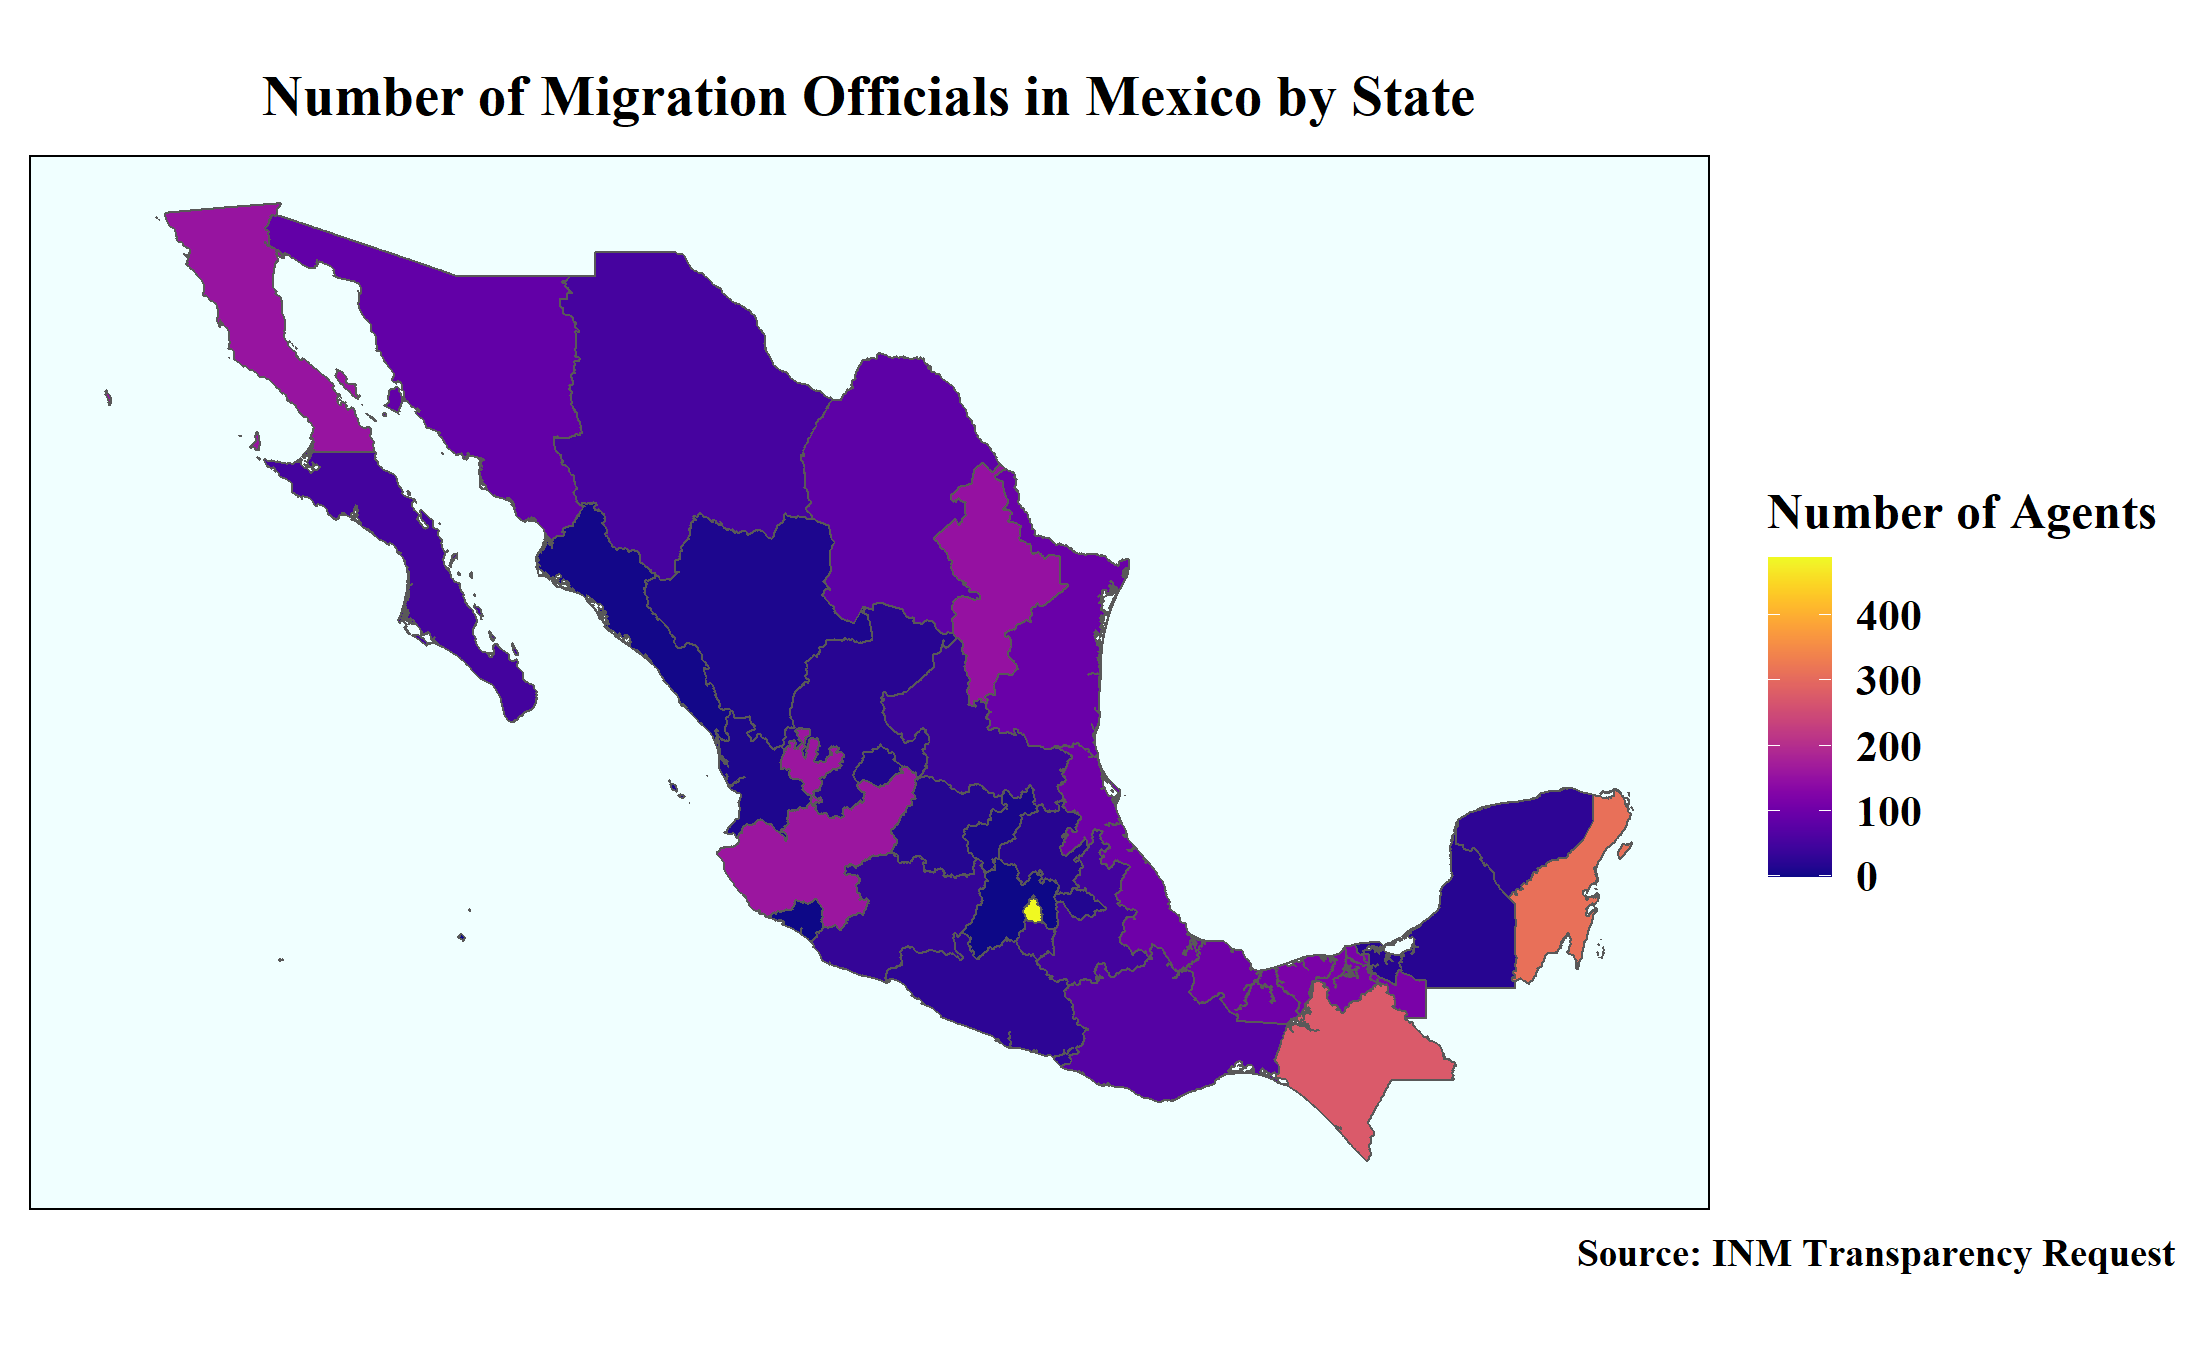 Number of Migration Officials in Mexico by State
Number of Agents
400
300
200
100
0
Source: INM Transparency Request